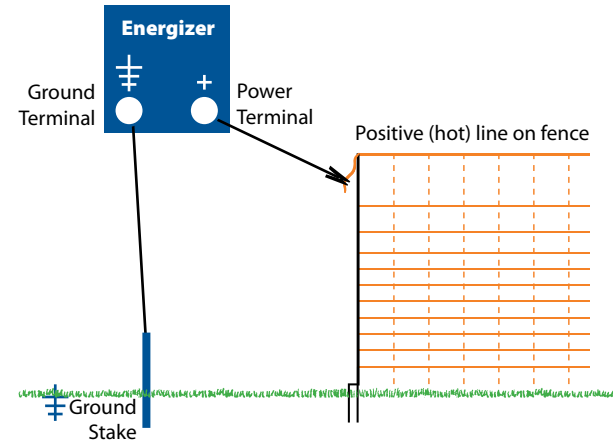 Energizer
+
Ground
Terminal
Power
Terminal
Positive (hot) line on fence
Ground
Stake